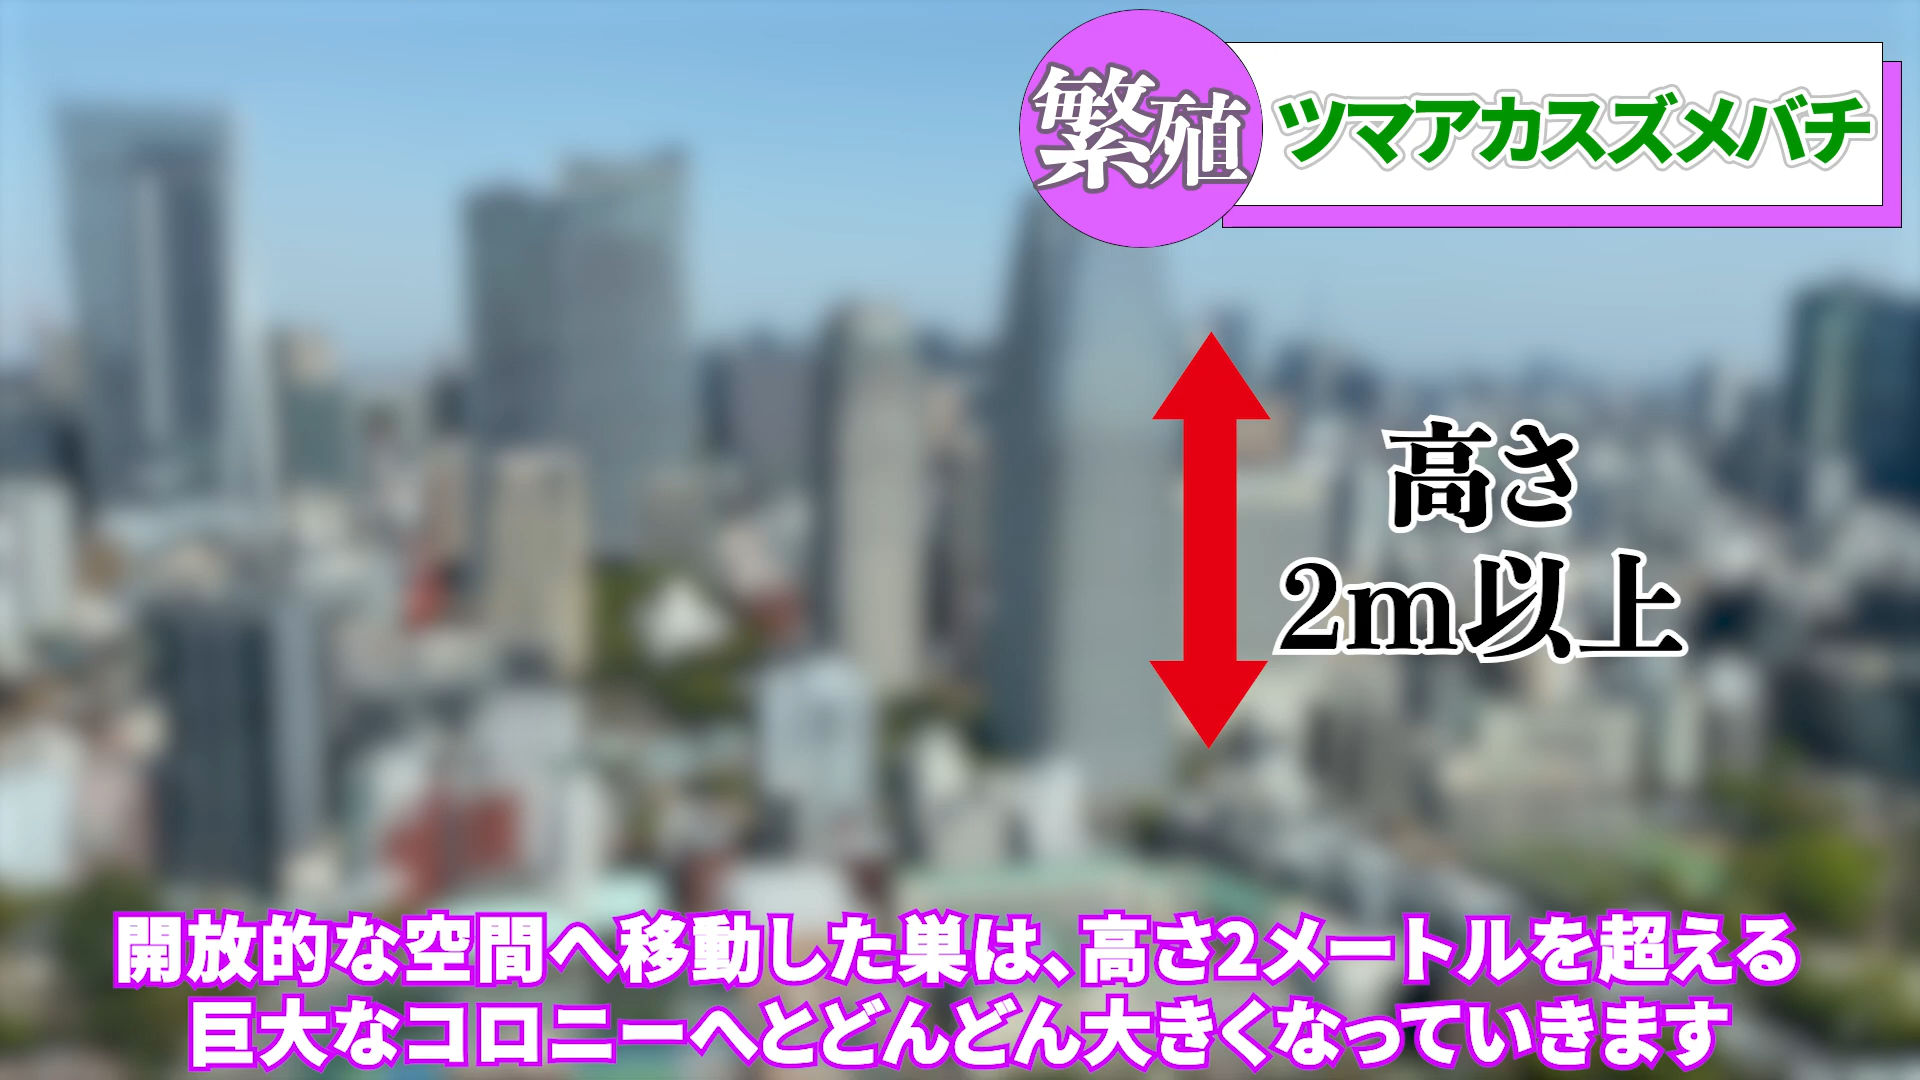 繁殖
ツマアカスズメバチ
高さ
2m以上
開放的な空間へ移動した巣は、高さ2メートルを超える
巨大なコロニーへとどんどん大きくなっていきます